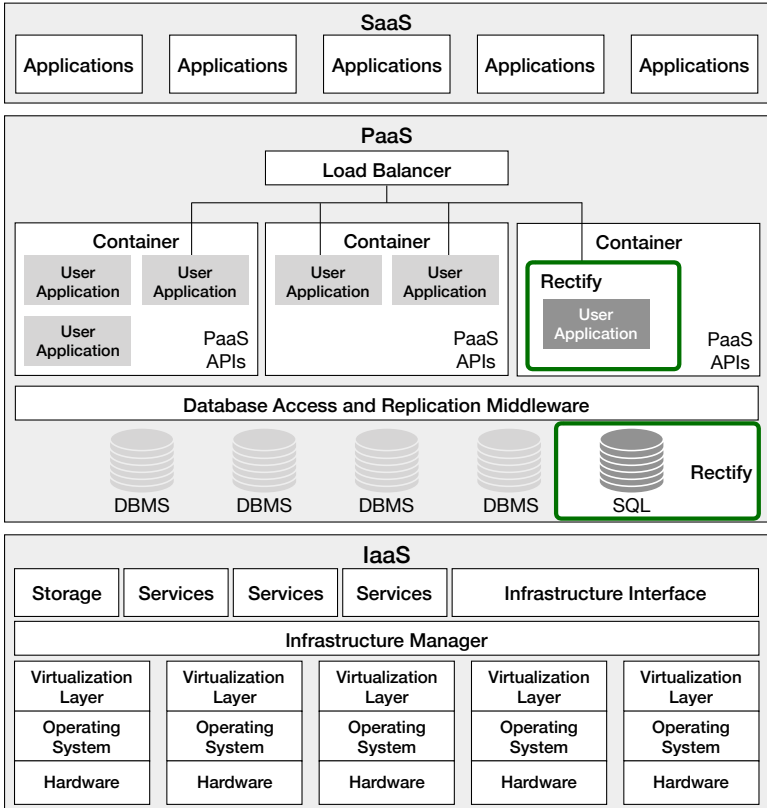 SaaS
Applications Applications Applications Applications Applications
PaaS
Load Balancer
Container Container Container
User
Application
User
Application
User
Application
PaaS
APIs
User
Application
User
Application
PaaS
APIs
Rectify
User
Application
PaaS
APIs
Database Access and Replication Middleware
DBMS DBMS DBMS DBMS SQL
Rectify
IaaS
Storage Services Services Services Infrastructure Interface
Infrastructure Manager
Virtualization
Layer
Virtualization
Layer
Virtualization
Layer
Virtualization
Layer
Virtualization
Layer
Operating
System
Operating
System
Operating
System
Operating
System
Operating
System
Hardware Hardware Hardware Hardware Hardware